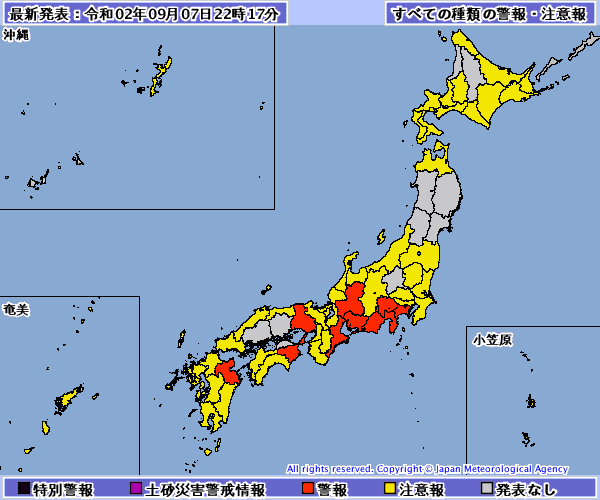 最新発表：令和02年09月07日22時17分
すべての種類の警報・注意報
沖縄
奄美
小笠原
All rights reserved. Copyright © Japan Meteorological Agency
特別警報
土砂災害警戒情報
警報
注意報
発表なし